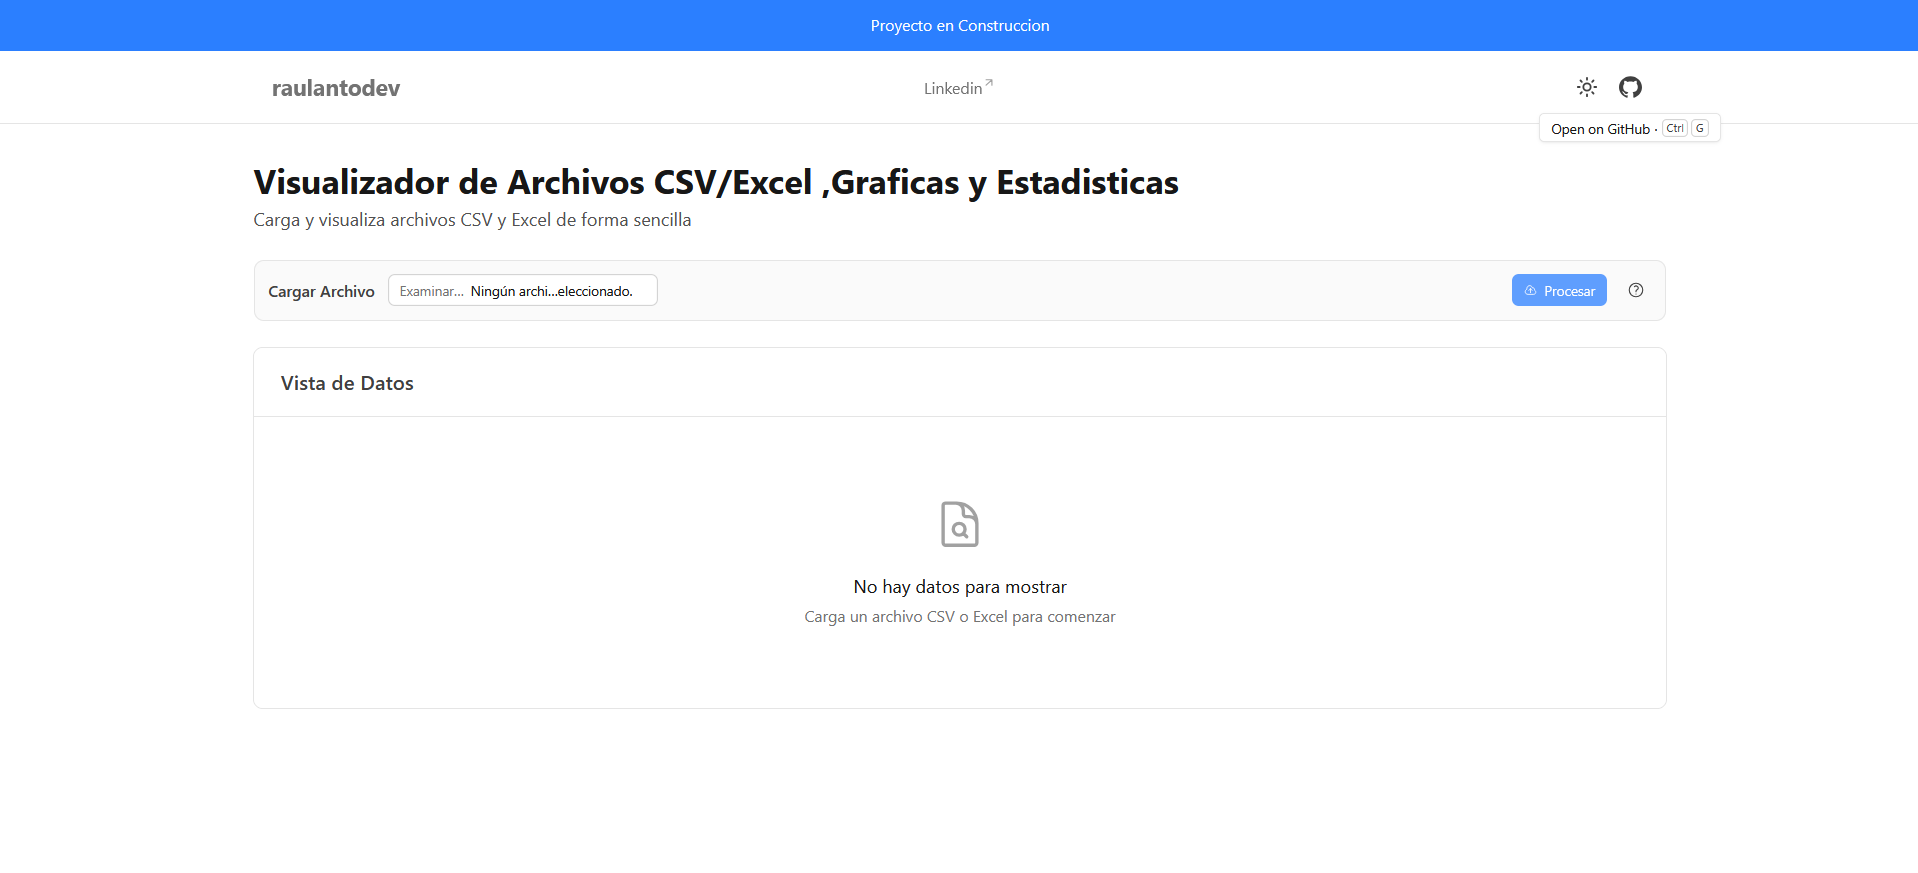 Proyecto en Construccion
raulantodev
Linkedin↗
Open on GitHub · Ctrl G
Visualizador de Archivos CSV/Excel ,Graficas y Estadisticas
Carga y visualiza archivos CSV y Excel de forma sencilla
Cargar Archivo Examinar... Ningún archi...eleccionado. Procesar
Vista de Datos
No hay datos para mostrar
Carga un archivo CSV o Excel para comenzar